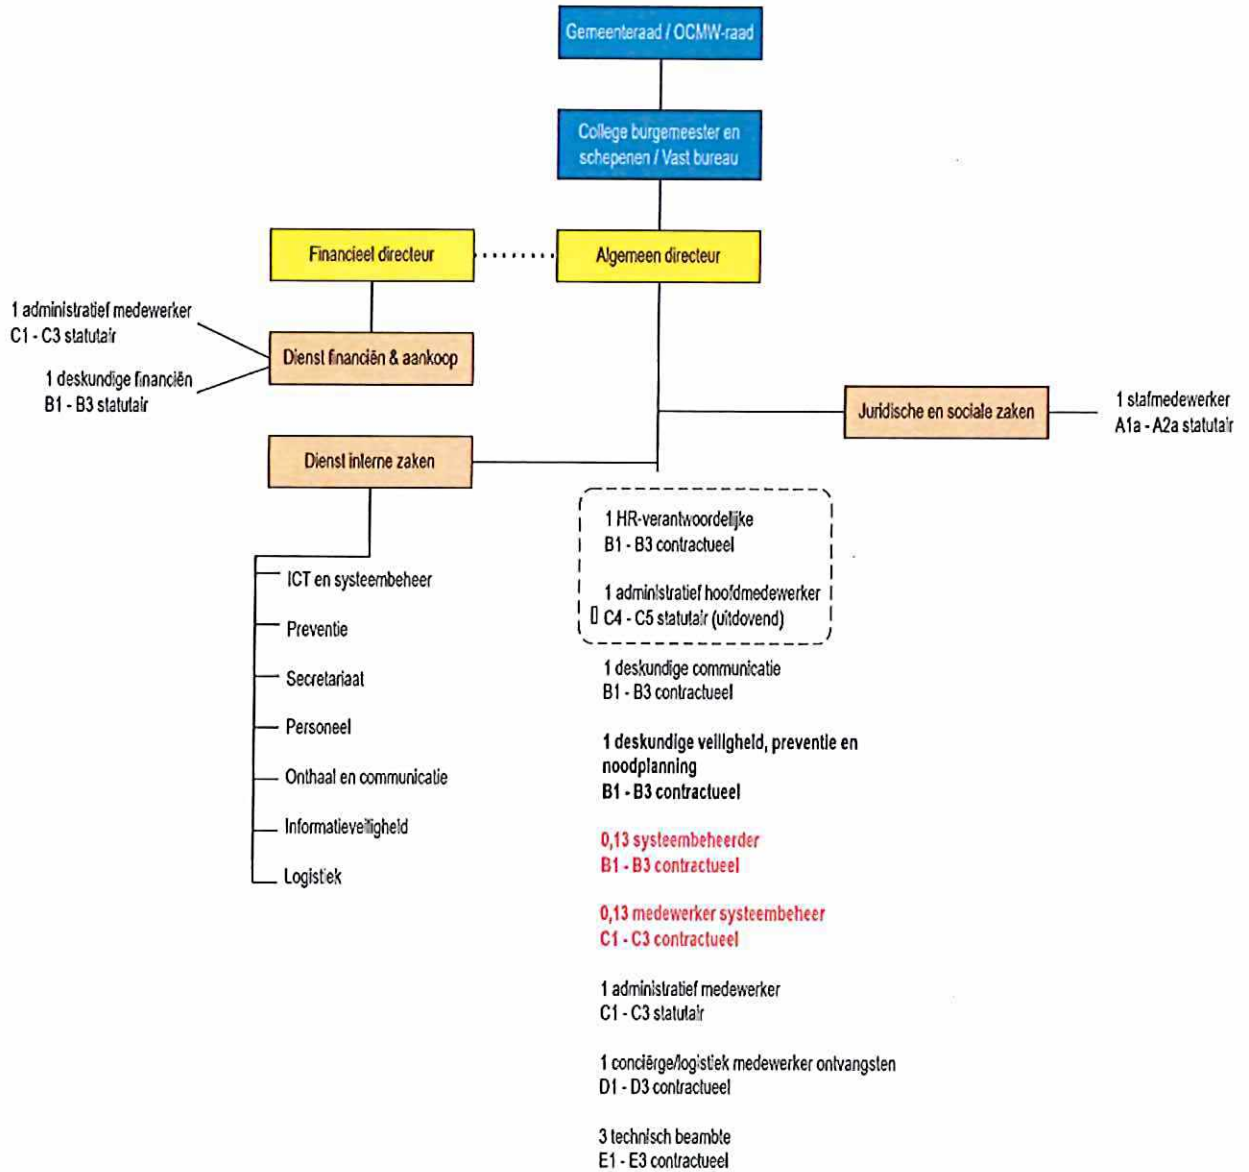 Gemeenteraad / OCMW-raad
College burgemeester en
schepenen / Vast bureau
Financieel directeur
Algemeen directeur
1 administratief medewerker
C1 - C3 statutair
Dienst financiën & aankoop
1 deskundige financiën
B1 - B3 statutair
Juridische en sociale zaken
1 stafmedewerker
A1a - A2a statutair
Dienst interne zaken
ICT en systeembeheer
Preventie
Secretariaat
Personeel
Onthaal en communicatie
Informatieveiligheid
Logistiek
1 HR-verantwoordelijke
B1 - B3 contractueel
1 administratief hoofdmedewerker
C4 - C5 statutair (uitdovend)
1 deskundige communicatie
B1 - B3 contractueel
1 deskundige veiligheid, preventie en
noodplanning
B1 - B3 contractueel
0,13 systeembeheerder
B1 - B3 contractueel
0,13 medewerker systeembeheer
C1 - C3 contractueel
1 administratief medewerker
C1 - C3 statutair
1 conciërge/logistiek medewerker ontvangsten
D1 - D3 contractueel
3 technisch beambte
E1 - E3 contractueel